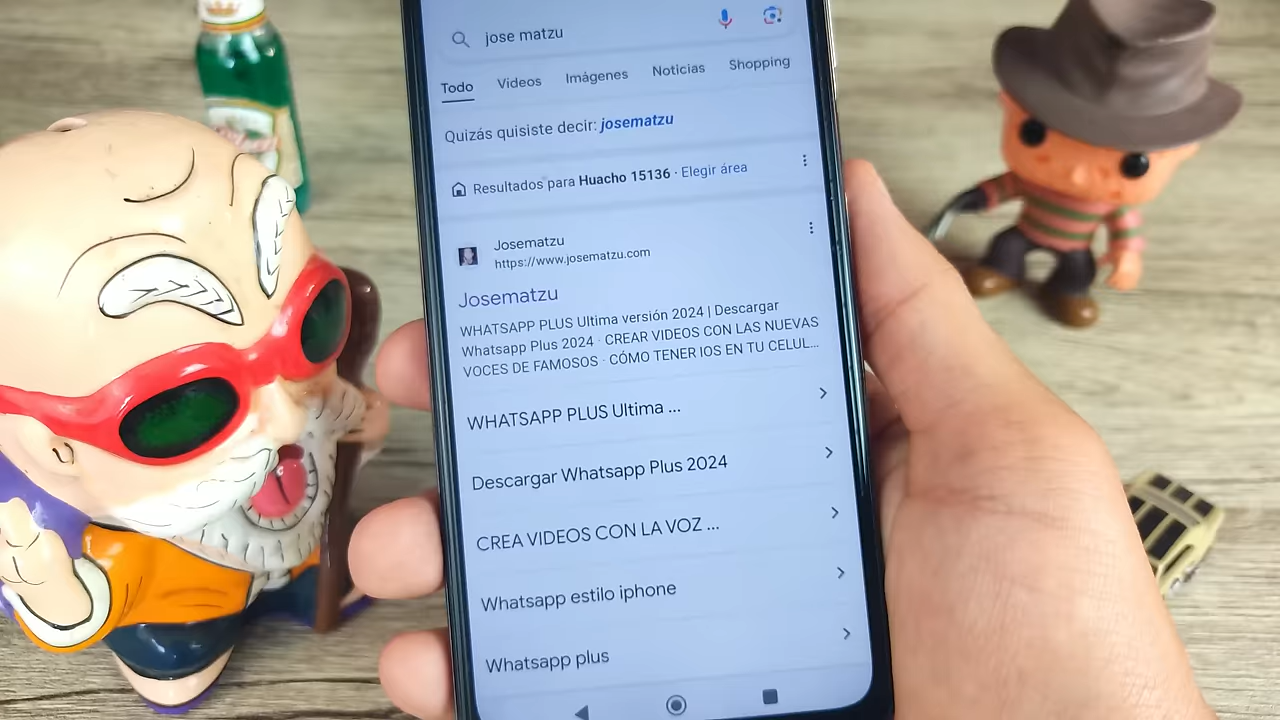 jose matzu
Todo Videos Imágenes Noticias Shopping
Quizás quisiste decir: josematzu
Resultados para Huacho 15136 · Elegir área
Josematzu
https://www.josematzu.com
Josematzu
WHATSAPP PLUS Ultima versión 2024 | Descargar
Whatsapp Plus 2024 · CREAR VIDEOS CON LAS NUEVAS
VOCES DE FAMOSOS · CÓMO TENER IOS EN TU CELUL...
WHATSAPP PLUS Ultima ...
Descargar Whatsapp Plus 2024
CREA VIDEOS CON LA VOZ ...
Whatsapp estilo iphone
Whatsapp plus